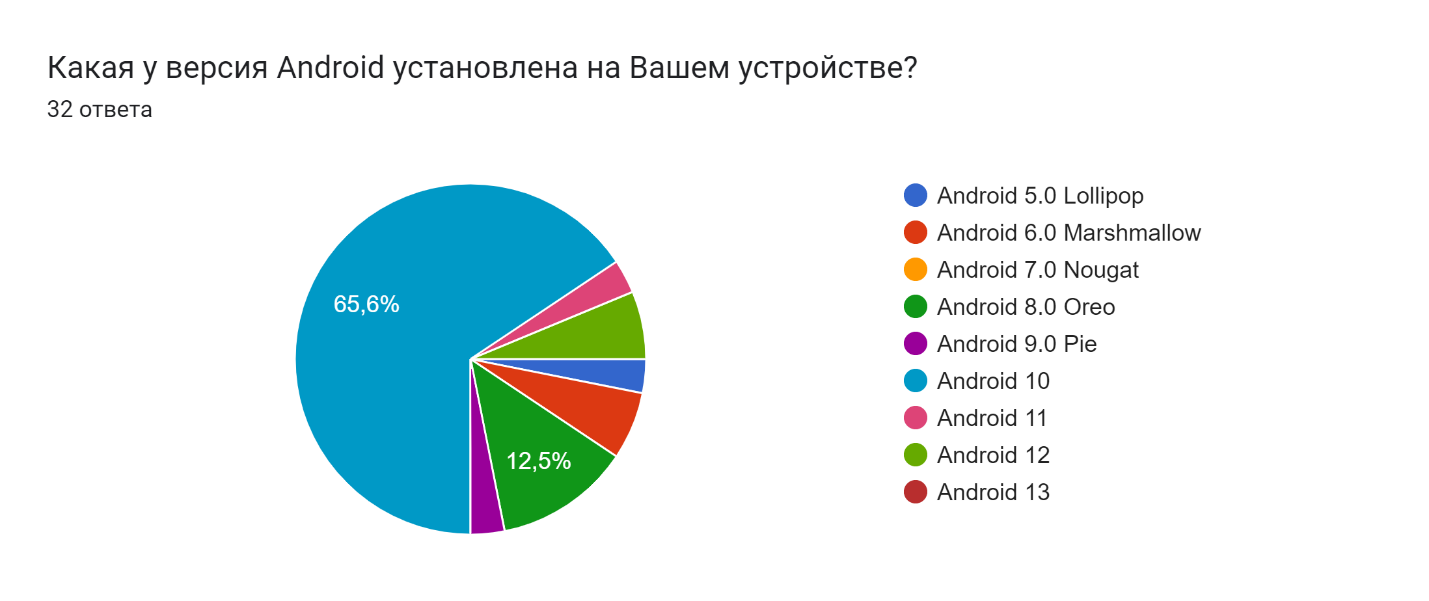 Какая у версия Android установлена на Вашем устройстве?
32 ответа
65,6%
12,5%
Android 5.0 Lollipop
Android 6.0 Marshmallow
Android 7.0 Nougat
Android 8.0 Oreo
Android 9.0 Pie
Android 10
Android 11
Android 12
Android 13